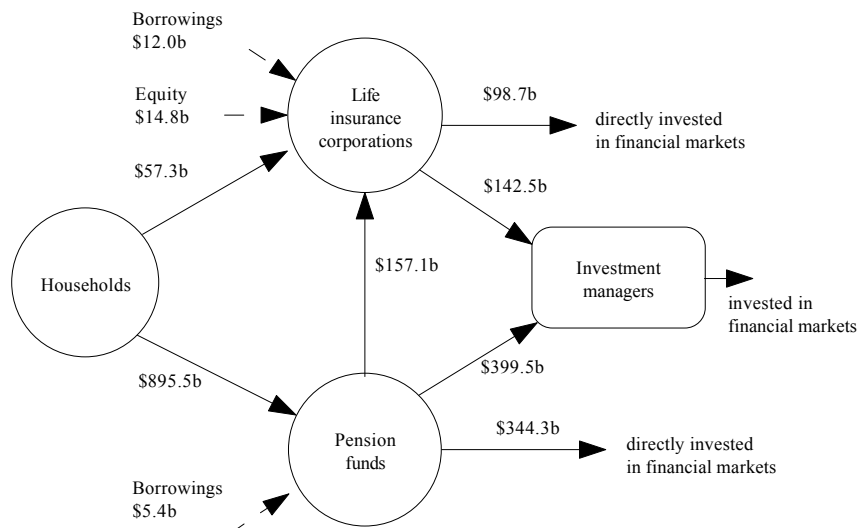 Borrowings
$12.0b
Equity
$14.8b
Life
insurance
corporations
$98.7b
directly invested
in financial markets
$57.3b
$142.5b
Households
$157.1b
Investment
managers
invested in
financial markets
$895.5b
$399.5b
Pension
funds
$344.3b
directly invested
in financial markets
Borrowings
$5.4b